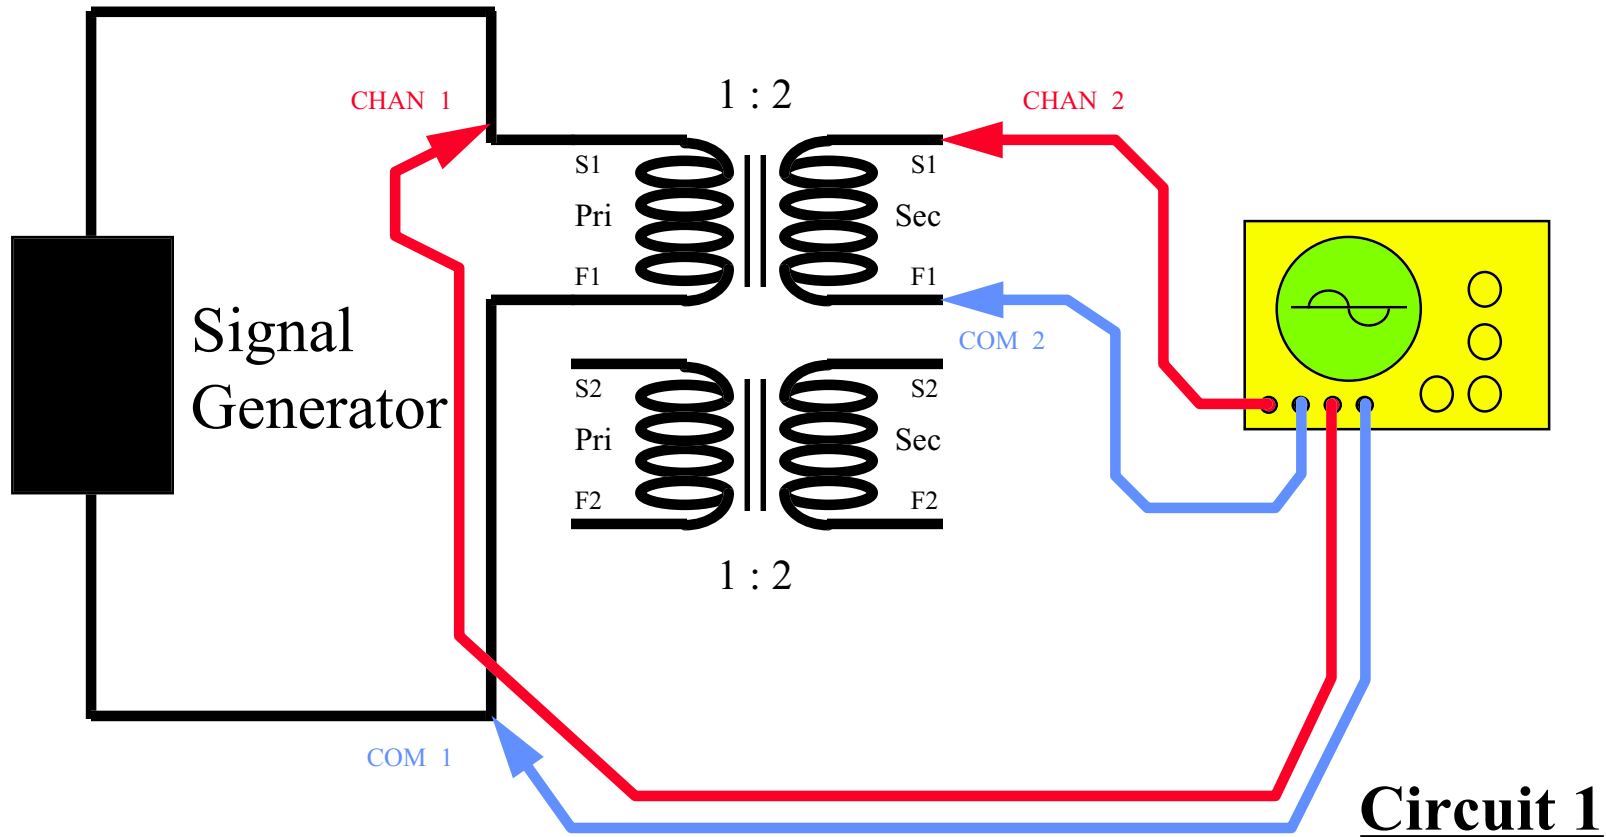 1 : 2
CHAN 1
CHAN 2
S1
S1
Pri
Sec
F1
F1
COM 2
Signal
Generator
S2
S2
Pri
Sec
F2
F2
1 : 2
COM 1
Circuit 1